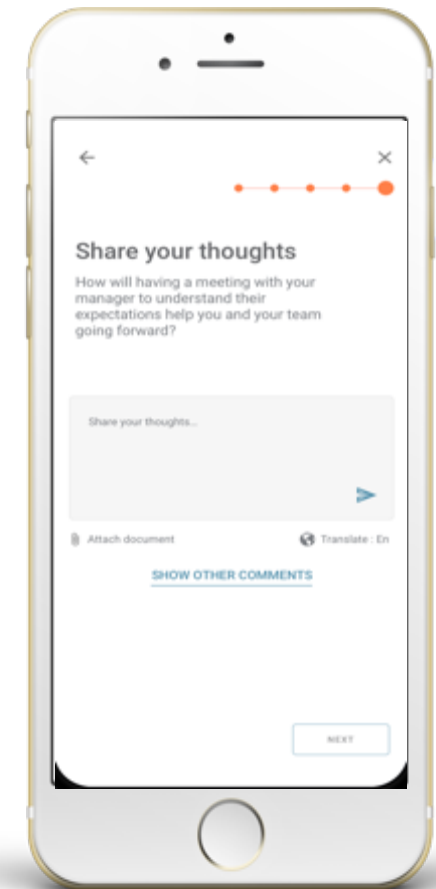 Share your thoughts
How will having a meeting with your
manager to understand their
expectations help you and your team
going forward?
Share your thoughts...
Attach document
Translate : En
SHOW OTHER COMMENTS
NEXT